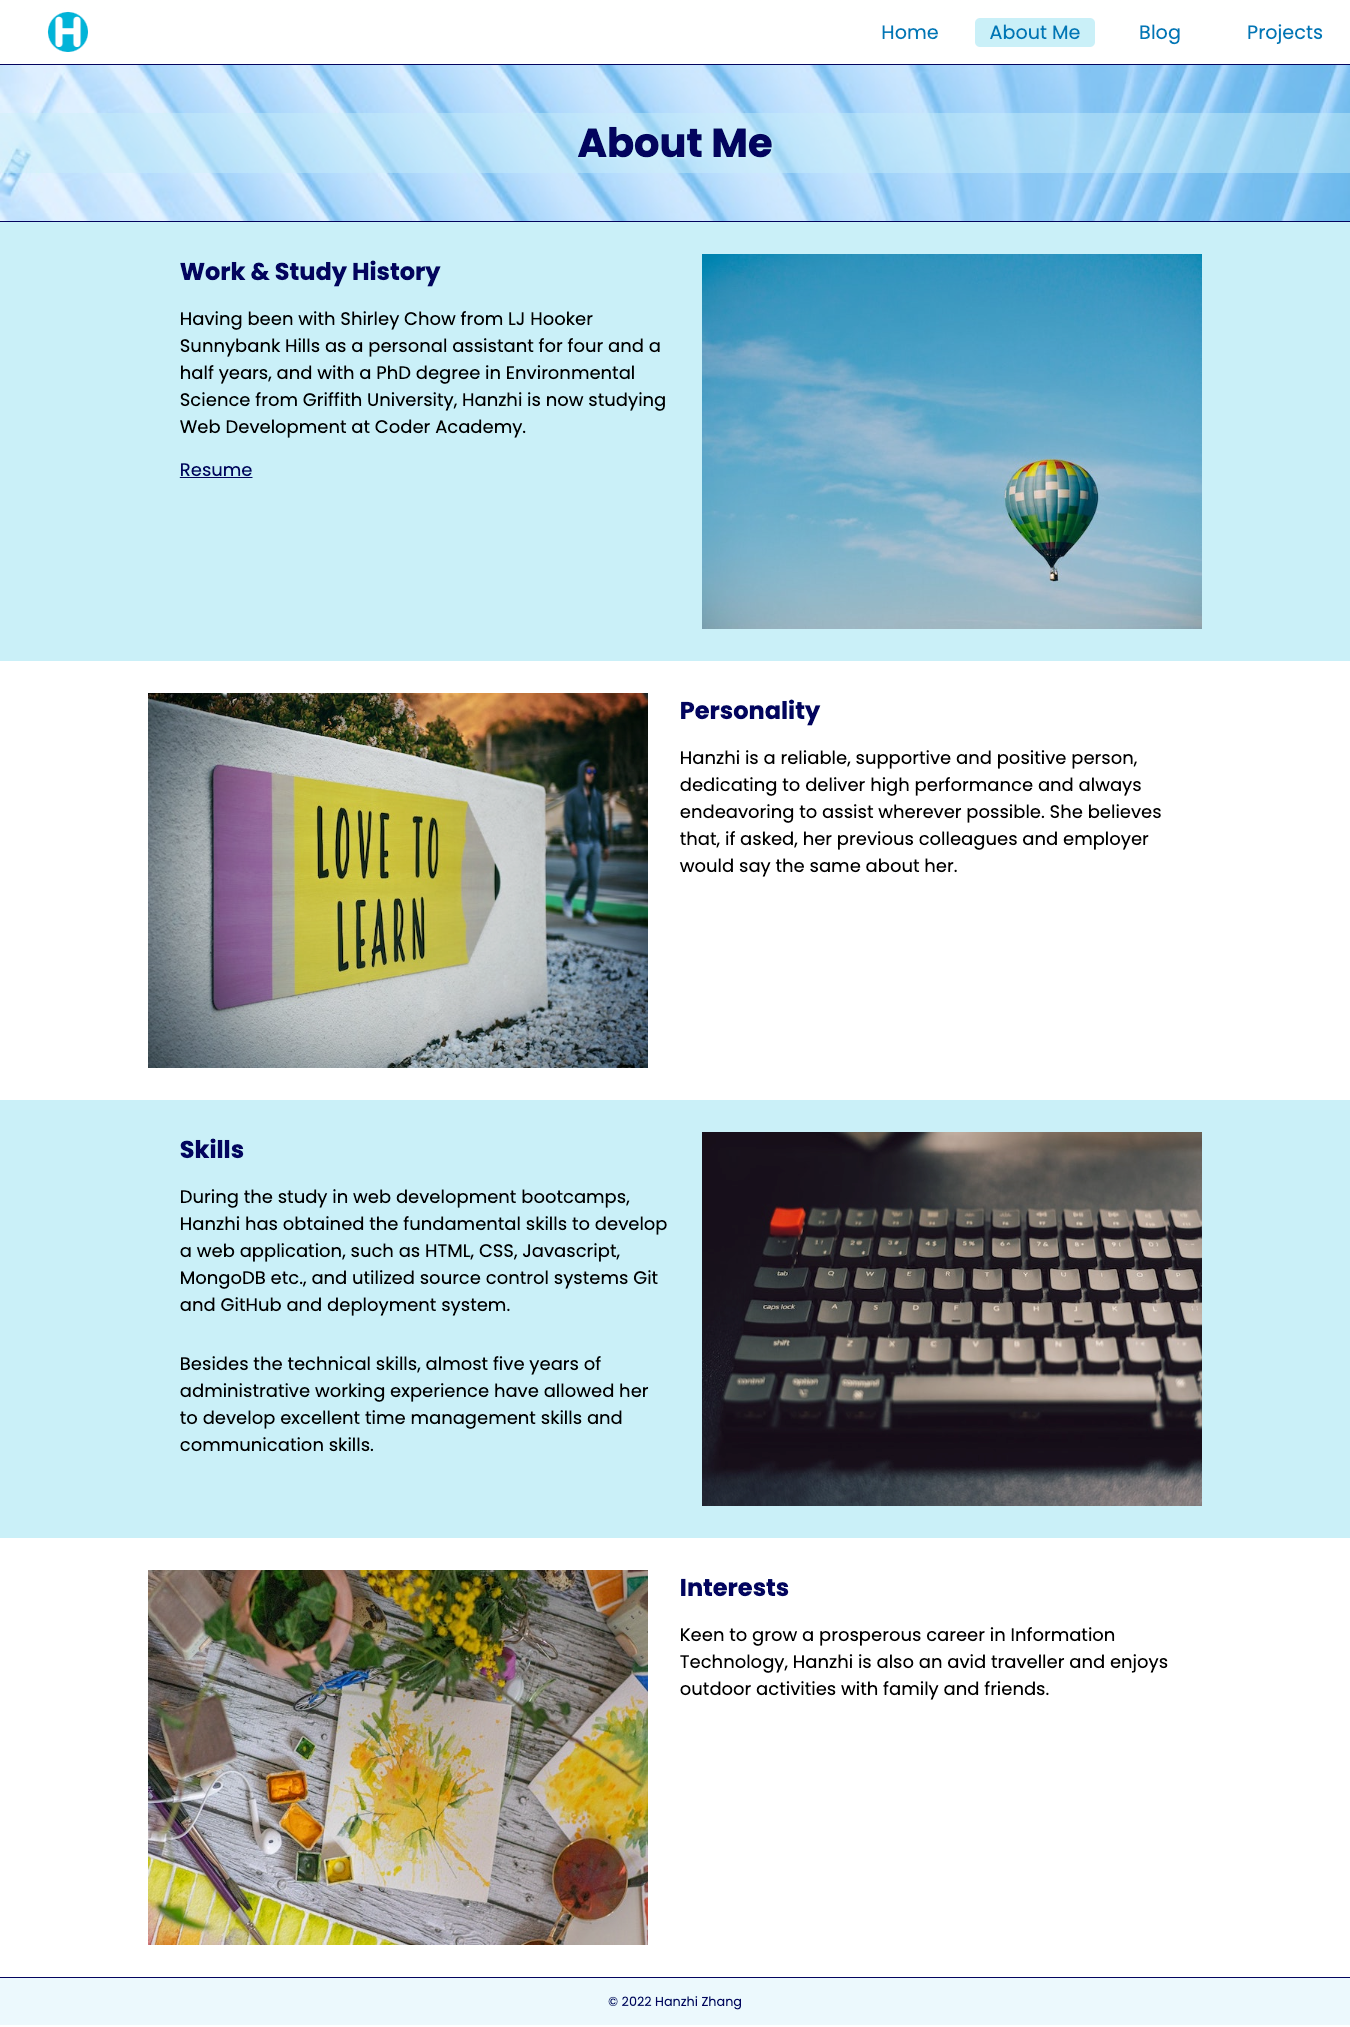 H
Home About Me Blog Projects
About Me
Work & Study History
Having been with Shirley Chow from LJ Hooker
Sunnybank Hills as a personal assistant for four and a
half years, and with a PhD degree in Environmental
Science from Griffith University, Hanzhi is now studying
Web Development at Coder Academy.
Resume
LOVE TO
LEARN
Personality
Hanzhi is a reliable, supportive and positive person,
dedicating to deliver high performance and always
endeavoring to assist wherever possible. She believes
that, if asked, her previous colleagues and employer
would say the same about her.
Skills
During the study in web development bootcamps,
Hanzhi has obtained the fundamental skills to develop
a web application, such as HTML, CSS, Javascript,
MongoDB etc., and utilized source control systems Git
and GitHub and deployment system.
Besides the technical skills, almost five years of
administrative working experience have allowed her
to develop excellent time management skills and
communication skills.
tab Q W E R T Y U I O P
caps lock A S D F G H J K L
shift Z X C V B N M
control option command
Interests
Keen to grow a prosperous career in Information
Technology, Hanzhi is also an avid traveller and enjoys
outdoor activities with family and friends.
© 2022 Hanzhi Zhang